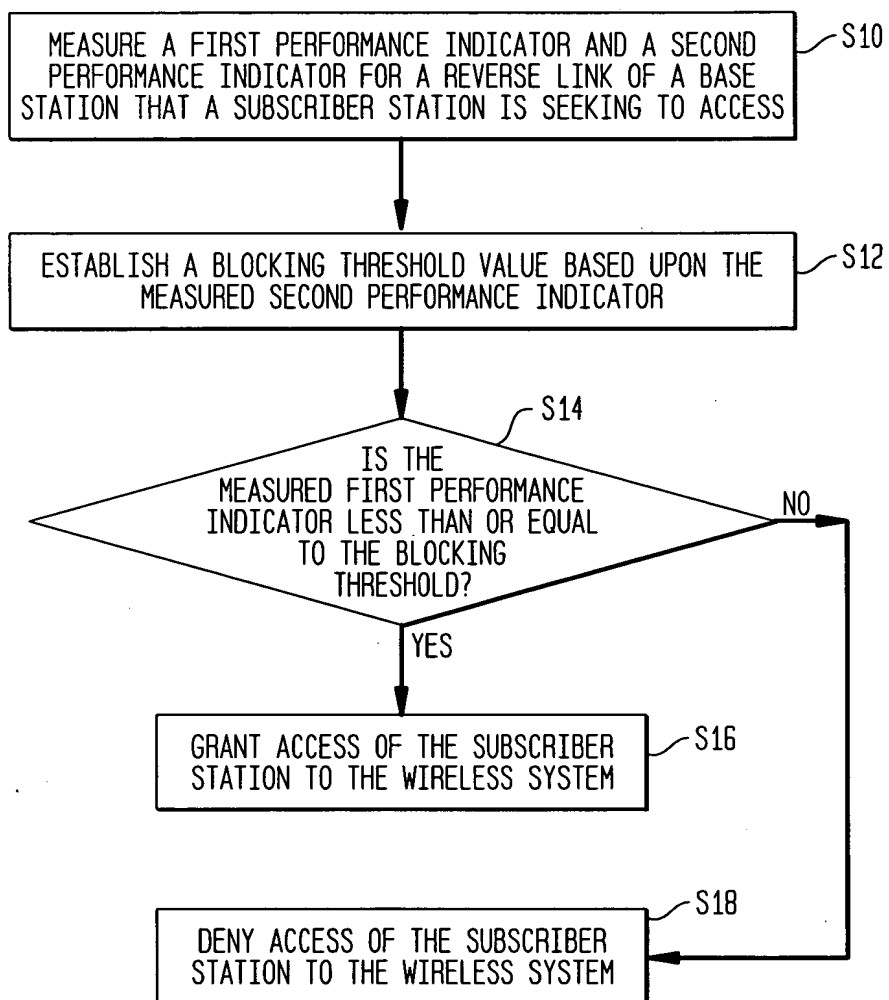 MEASURE A FIRST PERFORMANCE INDICATOR AND A SECOND
PERFORMANCE INDICATOR FOR A REVERSE LINK OF A BASE
STATION THAT A SUBSCRIBER STATION IS SEEKING TO ACCESS
S10
ESTABLISH A BLOCKING THRESHOLD VALUE BASED UPON THE
MEASURED SECOND PERFORMANCE INDICATOR
S12
S14
IS THE
MEASURED FIRST PERFORMANCE
INDICATOR LESS THAN OR EQUAL
TO THE BLOCKING
THRESHOLD?
NO
YES
GRANT ACCESS OF THE SUBSCRIBER
STATION TO THE WIRELESS SYSTEM
S16
DENY ACCESS OF THE SUBSCRIBER
STATION TO THE WIRELESS SYSTEM
S18